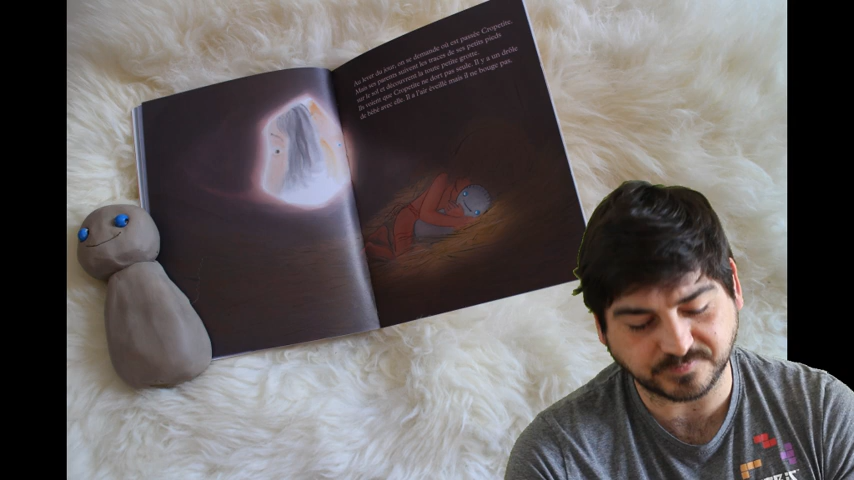 Au lever du jour, on se demande où est passée Cropetite.
Mais ses parents suivent les traces de ses petits pieds
sur le sol et découvrent la toute petite grotte.
Ils voient que Cropetite ne dort pas seule. Il y a un drôle
de bébé avec elle. Il a l'air éveillé mais il ne bouge pas.